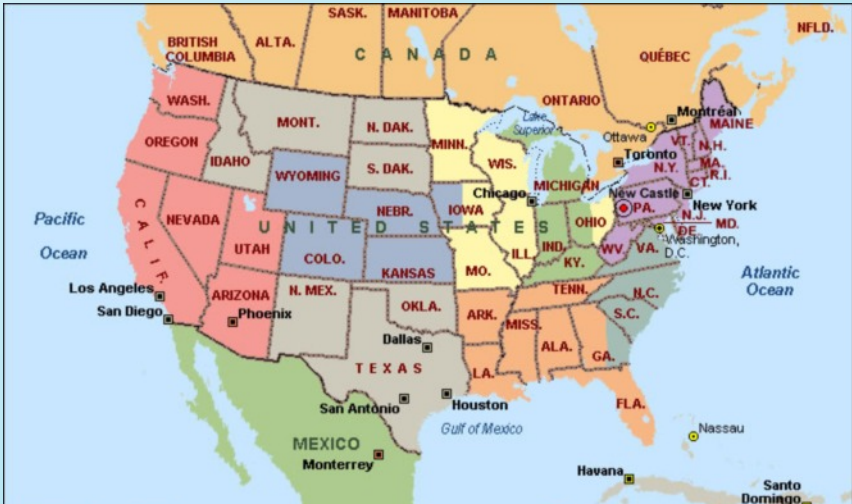 SASK.
MANITOBA
NFLD.
BRITISH
COLUMBIA
ALTA.
CANADA
QUÉBEC
ONTARIO
WASH.
MONT.
N. DAK.
MINN.
Lake
Superior
Ottawa
Montréal
MAINE
OREGON
IDAHO
S. DAK.
WIS.
Toronto
VT.
N.H.
N.Y.
MA.
R.I.
CT.
WYOMING
MICHIGAN
Chicago
New Castle
New York
Pacific
Ocean
NEVADA
NEBR.
IOWA
OHIO
PA.
N.J.
MD.
DE
CALIF.
UTAH
UNITED STATES
COLO.
KANSAS
MO.
ILL.
IND.
KY.
WV.
VA.
Washington,
D.C.
Atlantic
Ocean
Los Angeles
San Diego
ARIZONA
Phoenix
N. MEX.
OKLA.
ARK.
TENN.
N.C.
S.C.
Dallas
MISS.
ALA.
GA.
TEXAS
LA.
San Antonio
Houston
FLA.
Gulf of Mexico
Nassau
MEXICO
Monterrey
Havana
Santo
Domingo